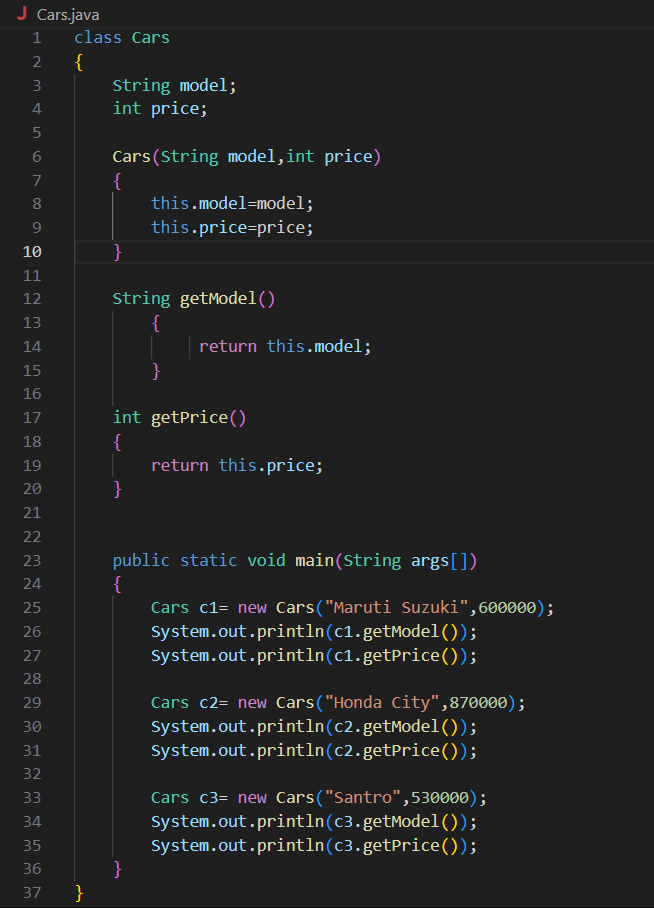 J Cars.java
1 class Cars
2 {
3     String model;
4     int price;
5
6     Cars(String model,int price)
7     {
8         this.model=model;
9         this.price=price;
10     }
11
12     String getModel()
13         {
14             return this.model;
15         }
16
17     int getPrice()
18     {
19         return this.price;
20     }
21
22
23     public static void main(String args[])
24     {
25         Cars c1= new Cars("Maruti Suzuki",600000);
26         System.out.println(c1.getModel());
27         System.out.println(c1.getPrice());
28
29         Cars c2= new Cars("Honda City",870000);
30         System.out.println(c2.getModel());
31         System.out.println(c2.getPrice());
32
33         Cars c3= new Cars("Santro",530000);
34         System.out.println(c3.getModel());
35         System.out.println(c3.getPrice());
36     }
37 }